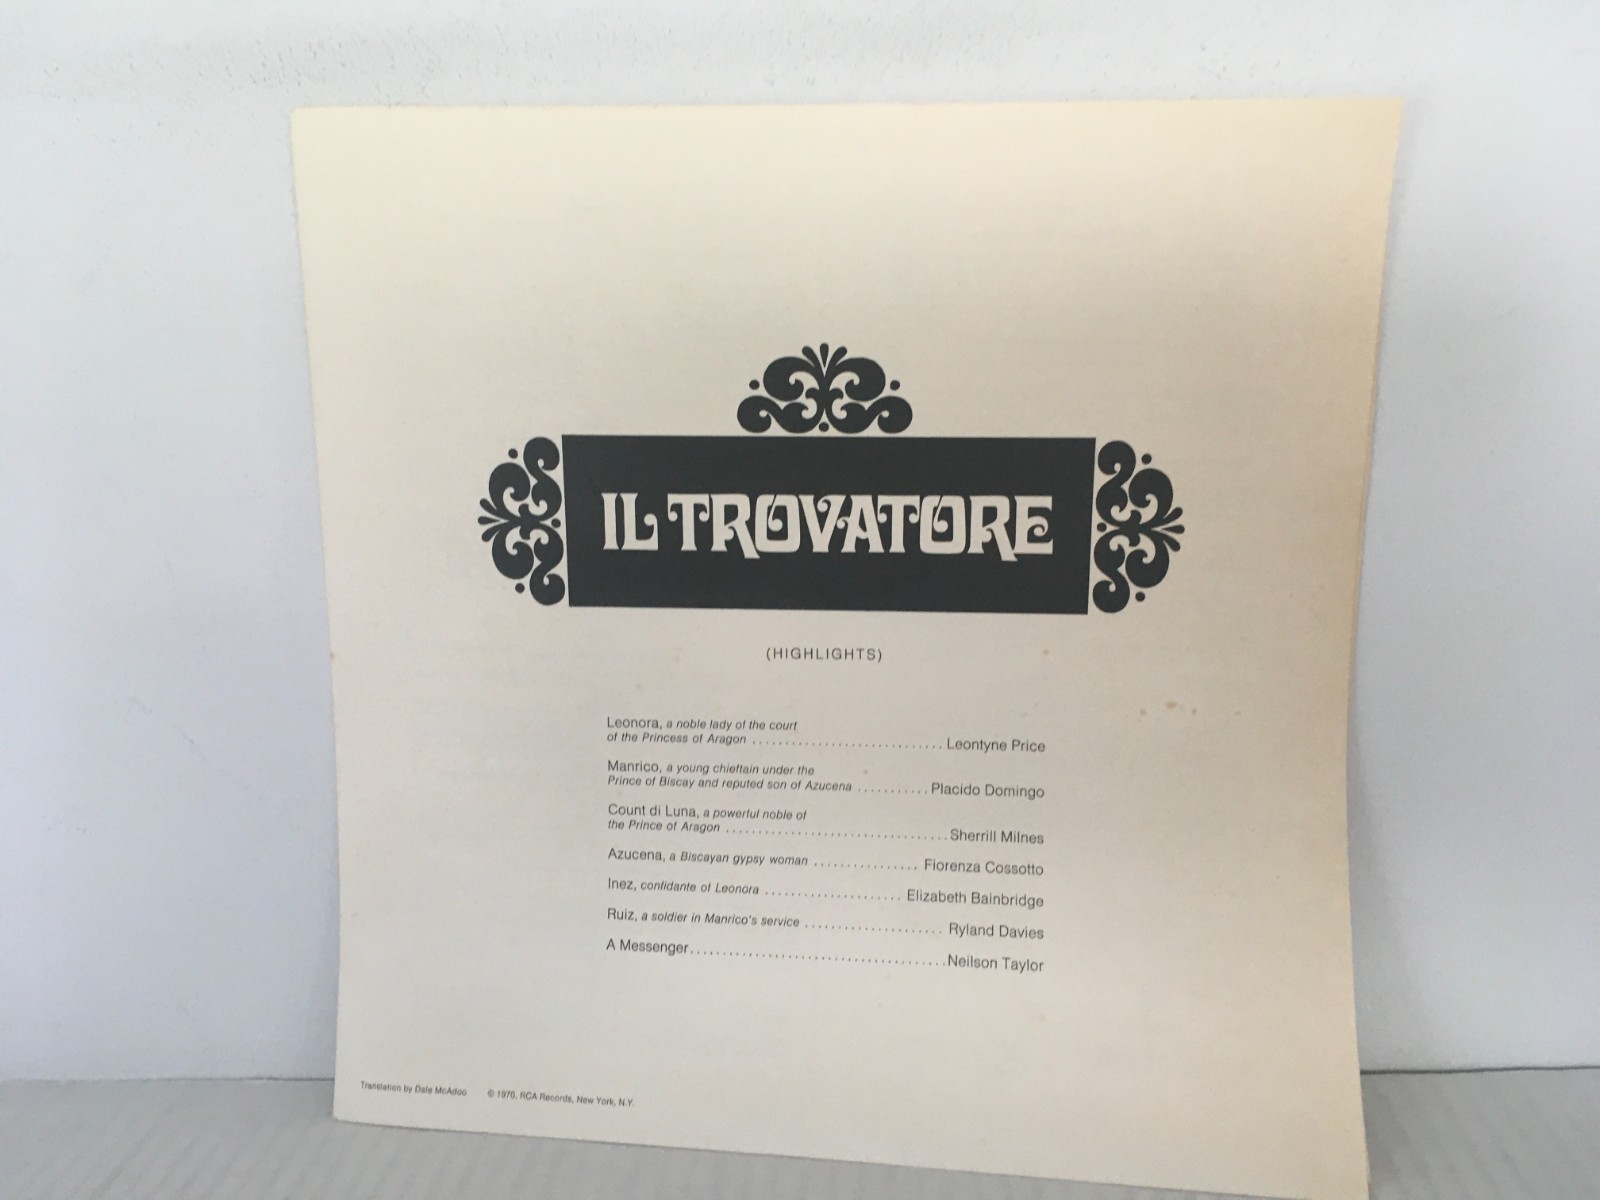 IL TROVATORE
(HIGHLIGHTS)
Leonora, a noble lady of the court
of the Princess of Aragon ............................. Leontyne Price
Manrico, a young chieftain under the
Prince of Biscay and reputed son of Azucena ........... Placido Domingo
Count di Luna, a powerful noble of
the Prince of Aragon .................................. Sherrill Milnes
Azucena, a Biscayan gypsy woman ................ Fiorenza Cossotto
Inez, confidante of Leonora ..................... Elizabeth Bainbridge
Ruiz, a soldier in Manrico's service ..................... Ryland Davies
A Messenger....................................... Neilson Taylor
Translation by Dale McAdoo © 1970, RCA Records, New York, N.Y.